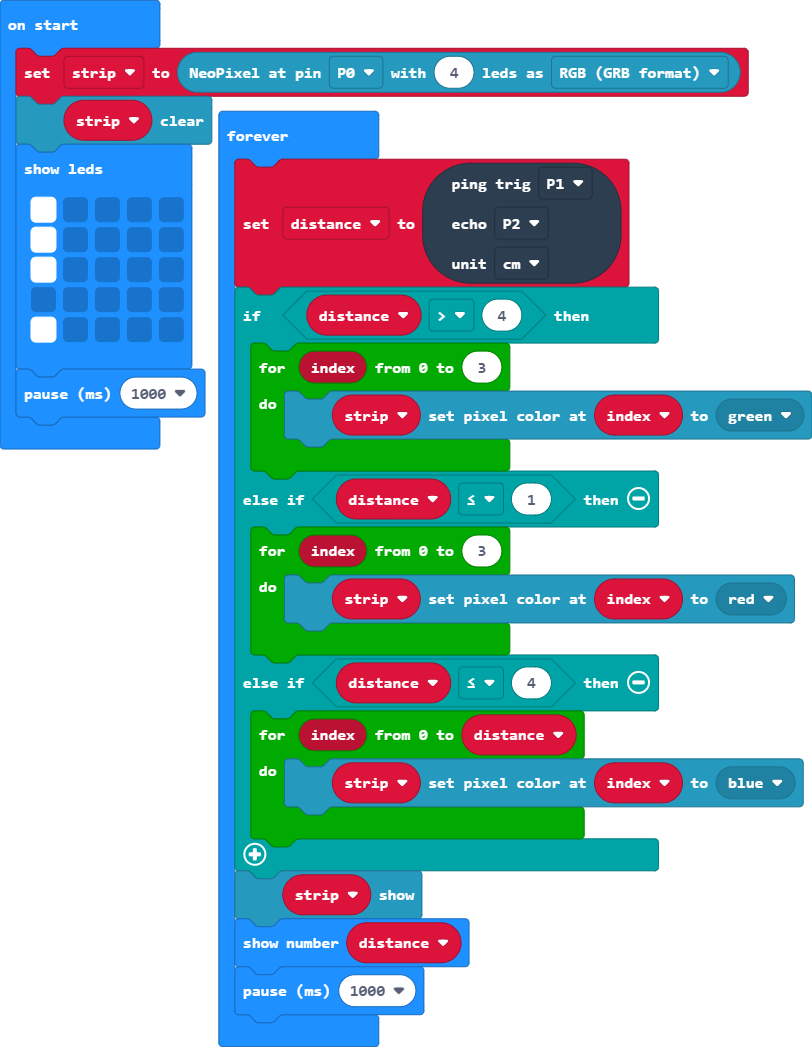 on start
set strip to NeoPixel at pin P0 with 4 leds as RGB (GRB format)
strip clear
show leds
pause (ms) 1000
forever
set distance to
ping trig P1
echo P2
unit cm
if distance > 4 then
for index from 0 to 3
do strip set pixel color at index to green
else if distance ≤ 1 then
for index from 0 to 3
do strip set pixel color at index to red
else if distance ≤ 4 then
for index from 0 to distance
do strip set pixel color at index to blue
strip show
show number distance
pause (ms) 1000